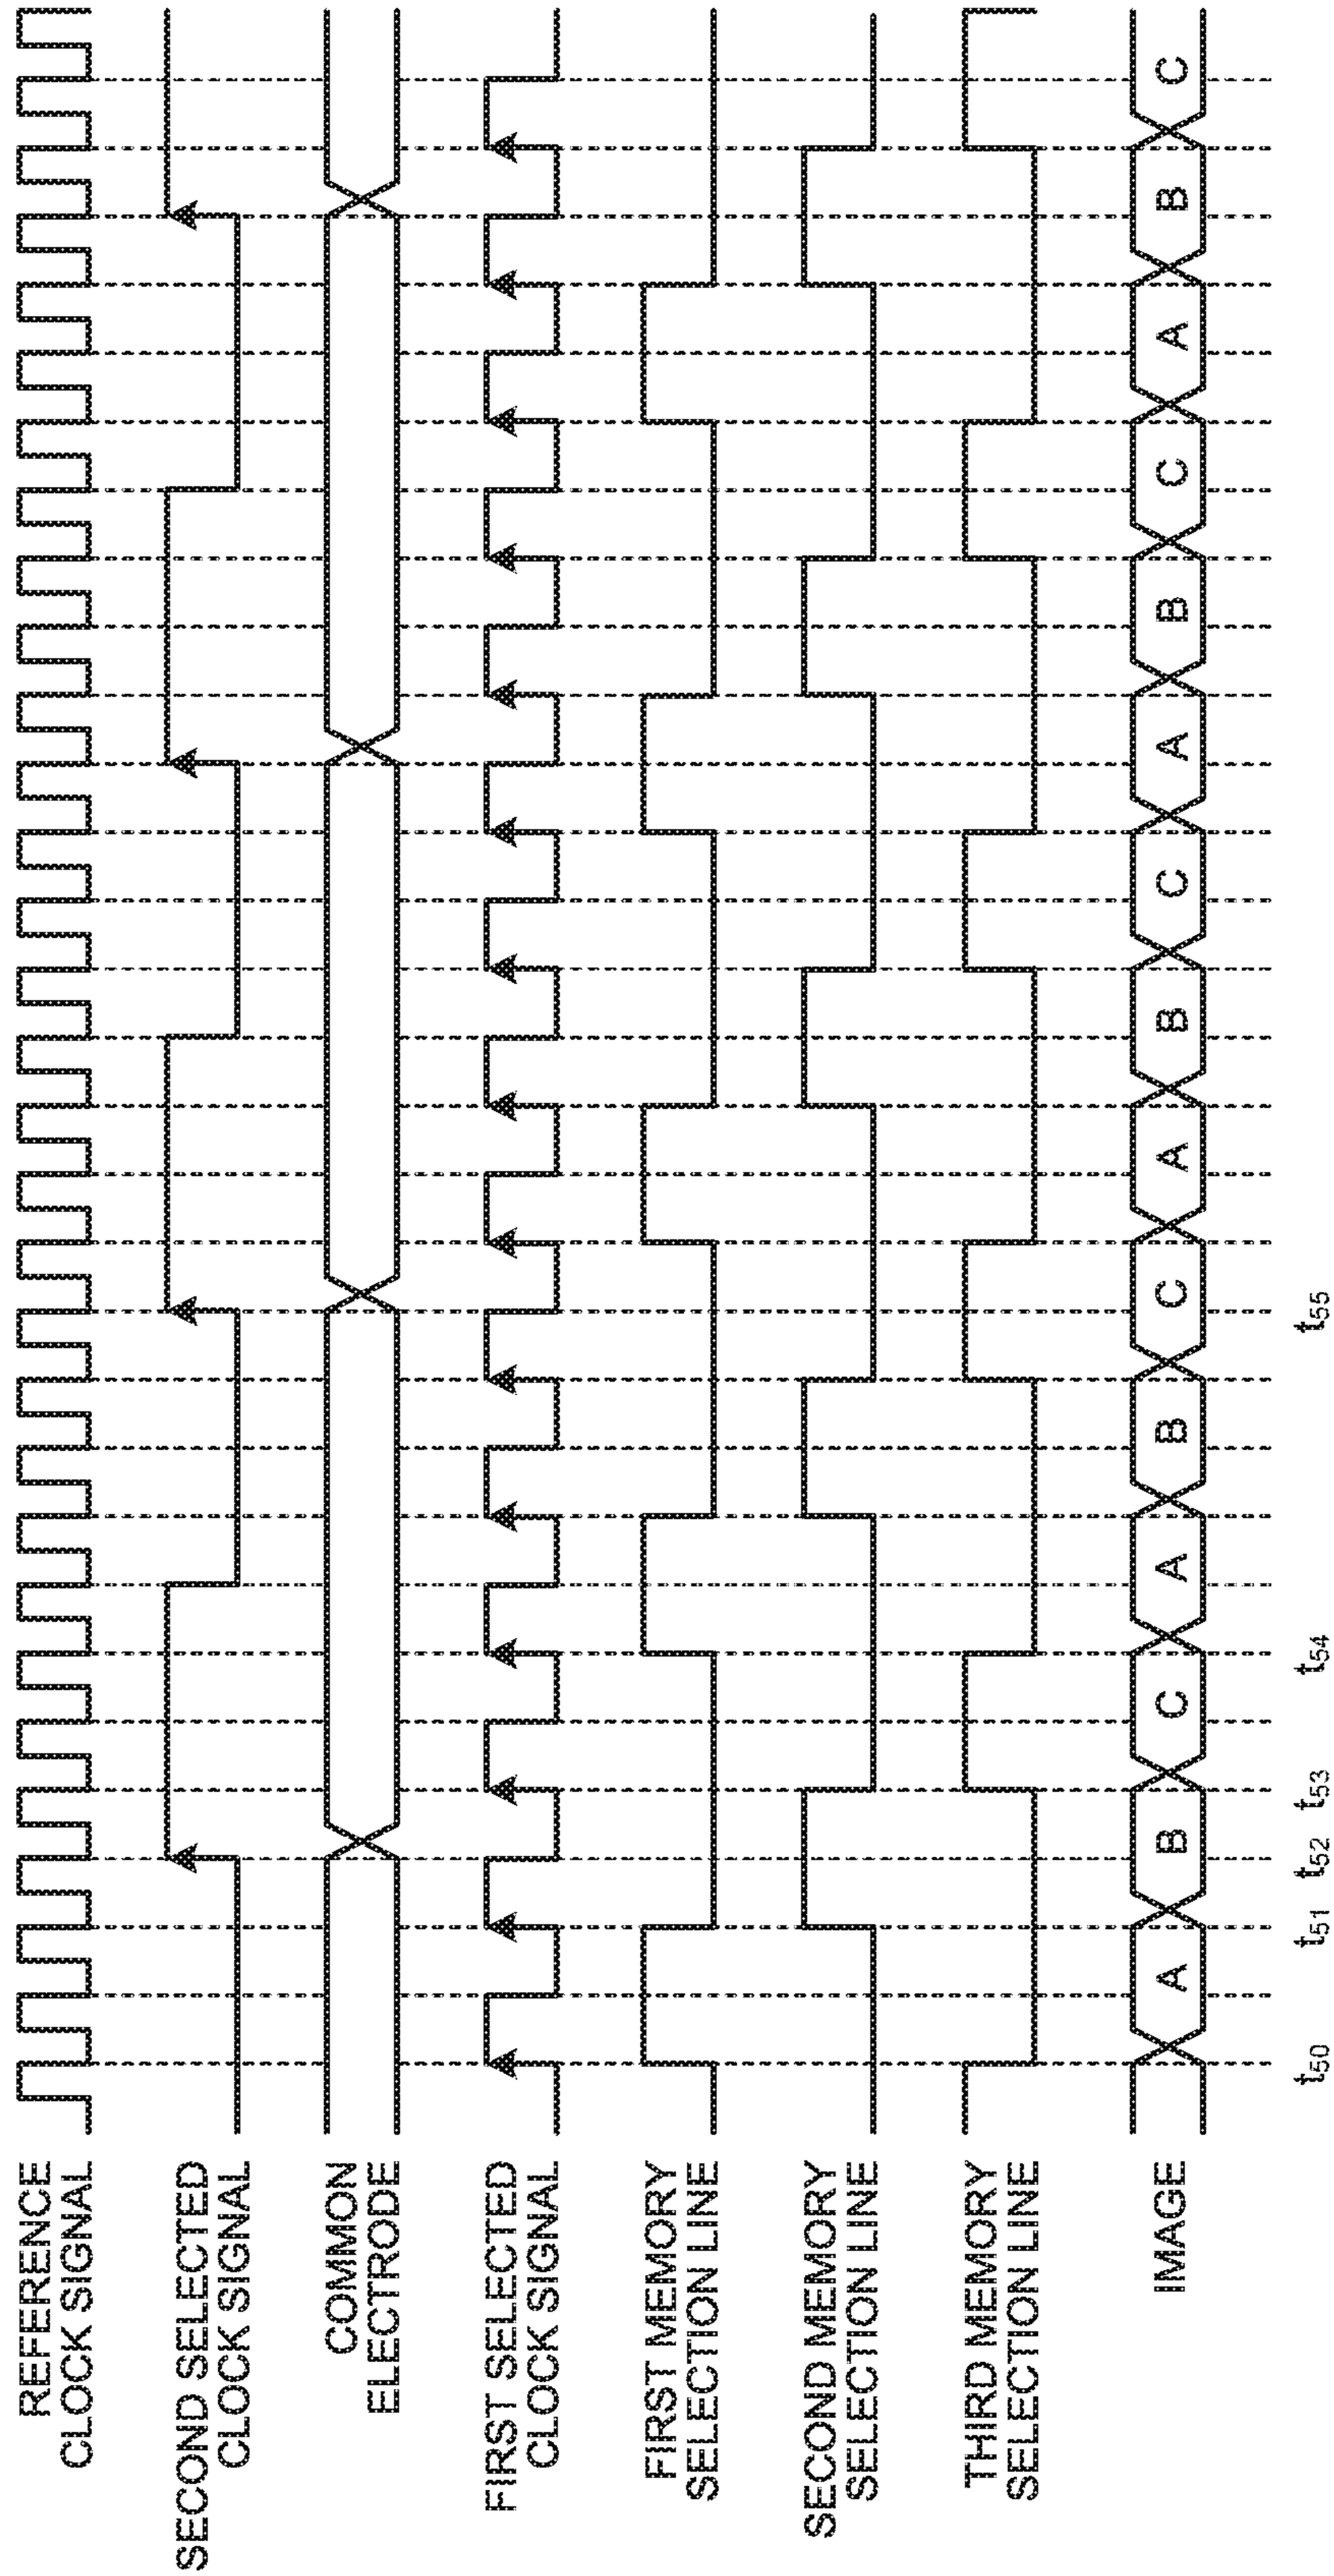 REFERENCE
CLOCK SIGNAL
SECOND SELECTED
CLOCK SIGNAL
COMMON
ELECTRODE
FIRST SELECTED
CLOCK SIGNAL
FIRST MEMORY
SELECTION LINE
SECOND MEMORY
SELECTION LINE
THIRD MEMORY
SELECTION LINE
IMAGE A B C A B C A B C A B C A B C
t50 t51 t52 t53 t54 t55